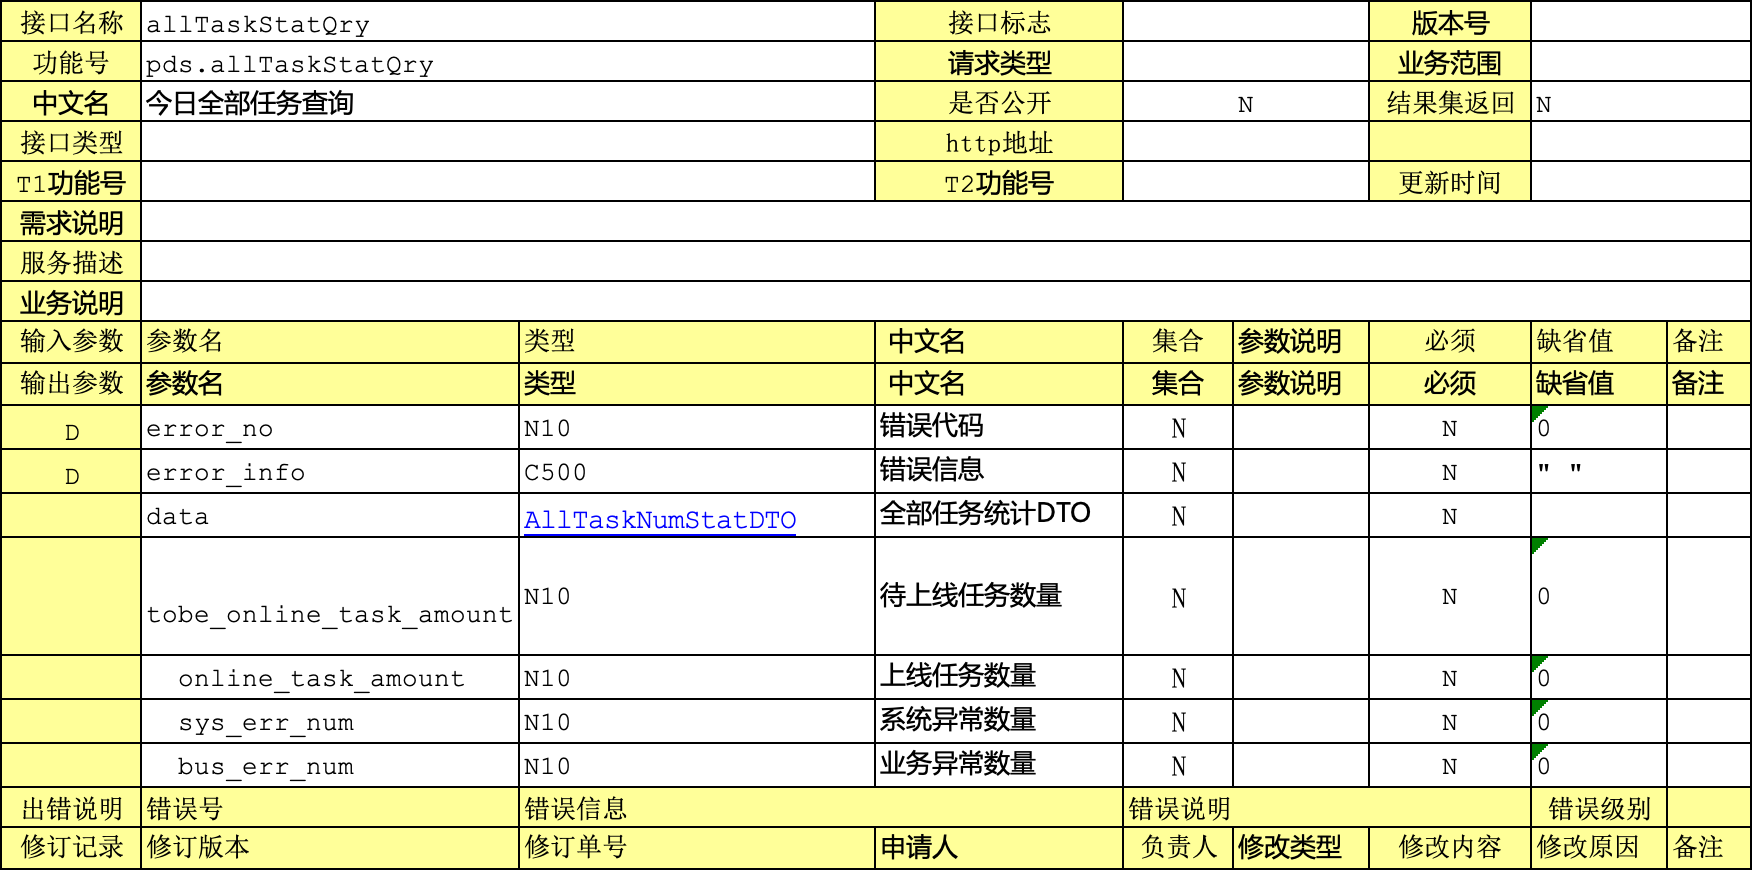 接口名称 allTaskStatQry 接口标志 版本号
功能号 pds.allTaskStatQry 请求类型 业务范围
中文名 今日全部任务查询 是否公开 N 结果集返回 N
接口类型 http地址
T1功能号 T2功能号 更新时间
需求说明
服务描述
业务说明
输入参数 参数名 类型 中文名 集合 参数说明 必须 缺省值 备注
输出参数 参数名 类型 中文名 集合 参数说明 必须 缺省值 备注
D error_no N10 错误代码 N N 0
D error_info C500 错误信息 N N " "
data AllTaskNumStatDTO 全部任务统计DTO N N
tobe_online_task_amount N10 待上线任务数量 N N 0
online_task_amount N10 上线任务数量 N N 0
sys_err_num N10 系统异常数量 N N 0
bus_err_num N10 业务异常数量 N N 0
出错说明 错误号 错误信息 错误说明 错误级别
修订记录 修订版本 修订单号 申请人 负责人 修改类型 修改内容 修改原因 备注